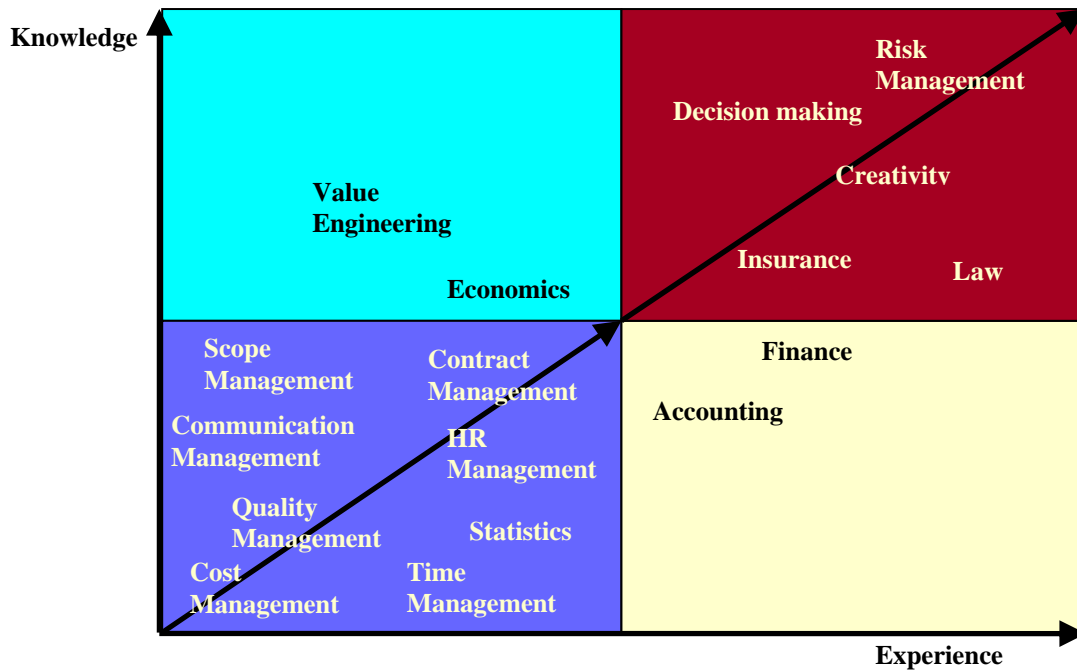 Knowledge
Risk
Management
Decision making
Creativity
Value
Engineering
Insurance
Law
Economics
Scope
Management
Contract
Management
Finance
Accounting
Communication
Management
HR
Management
Quality
Management
Statistics
Cost
Management
Time
Management
Experience